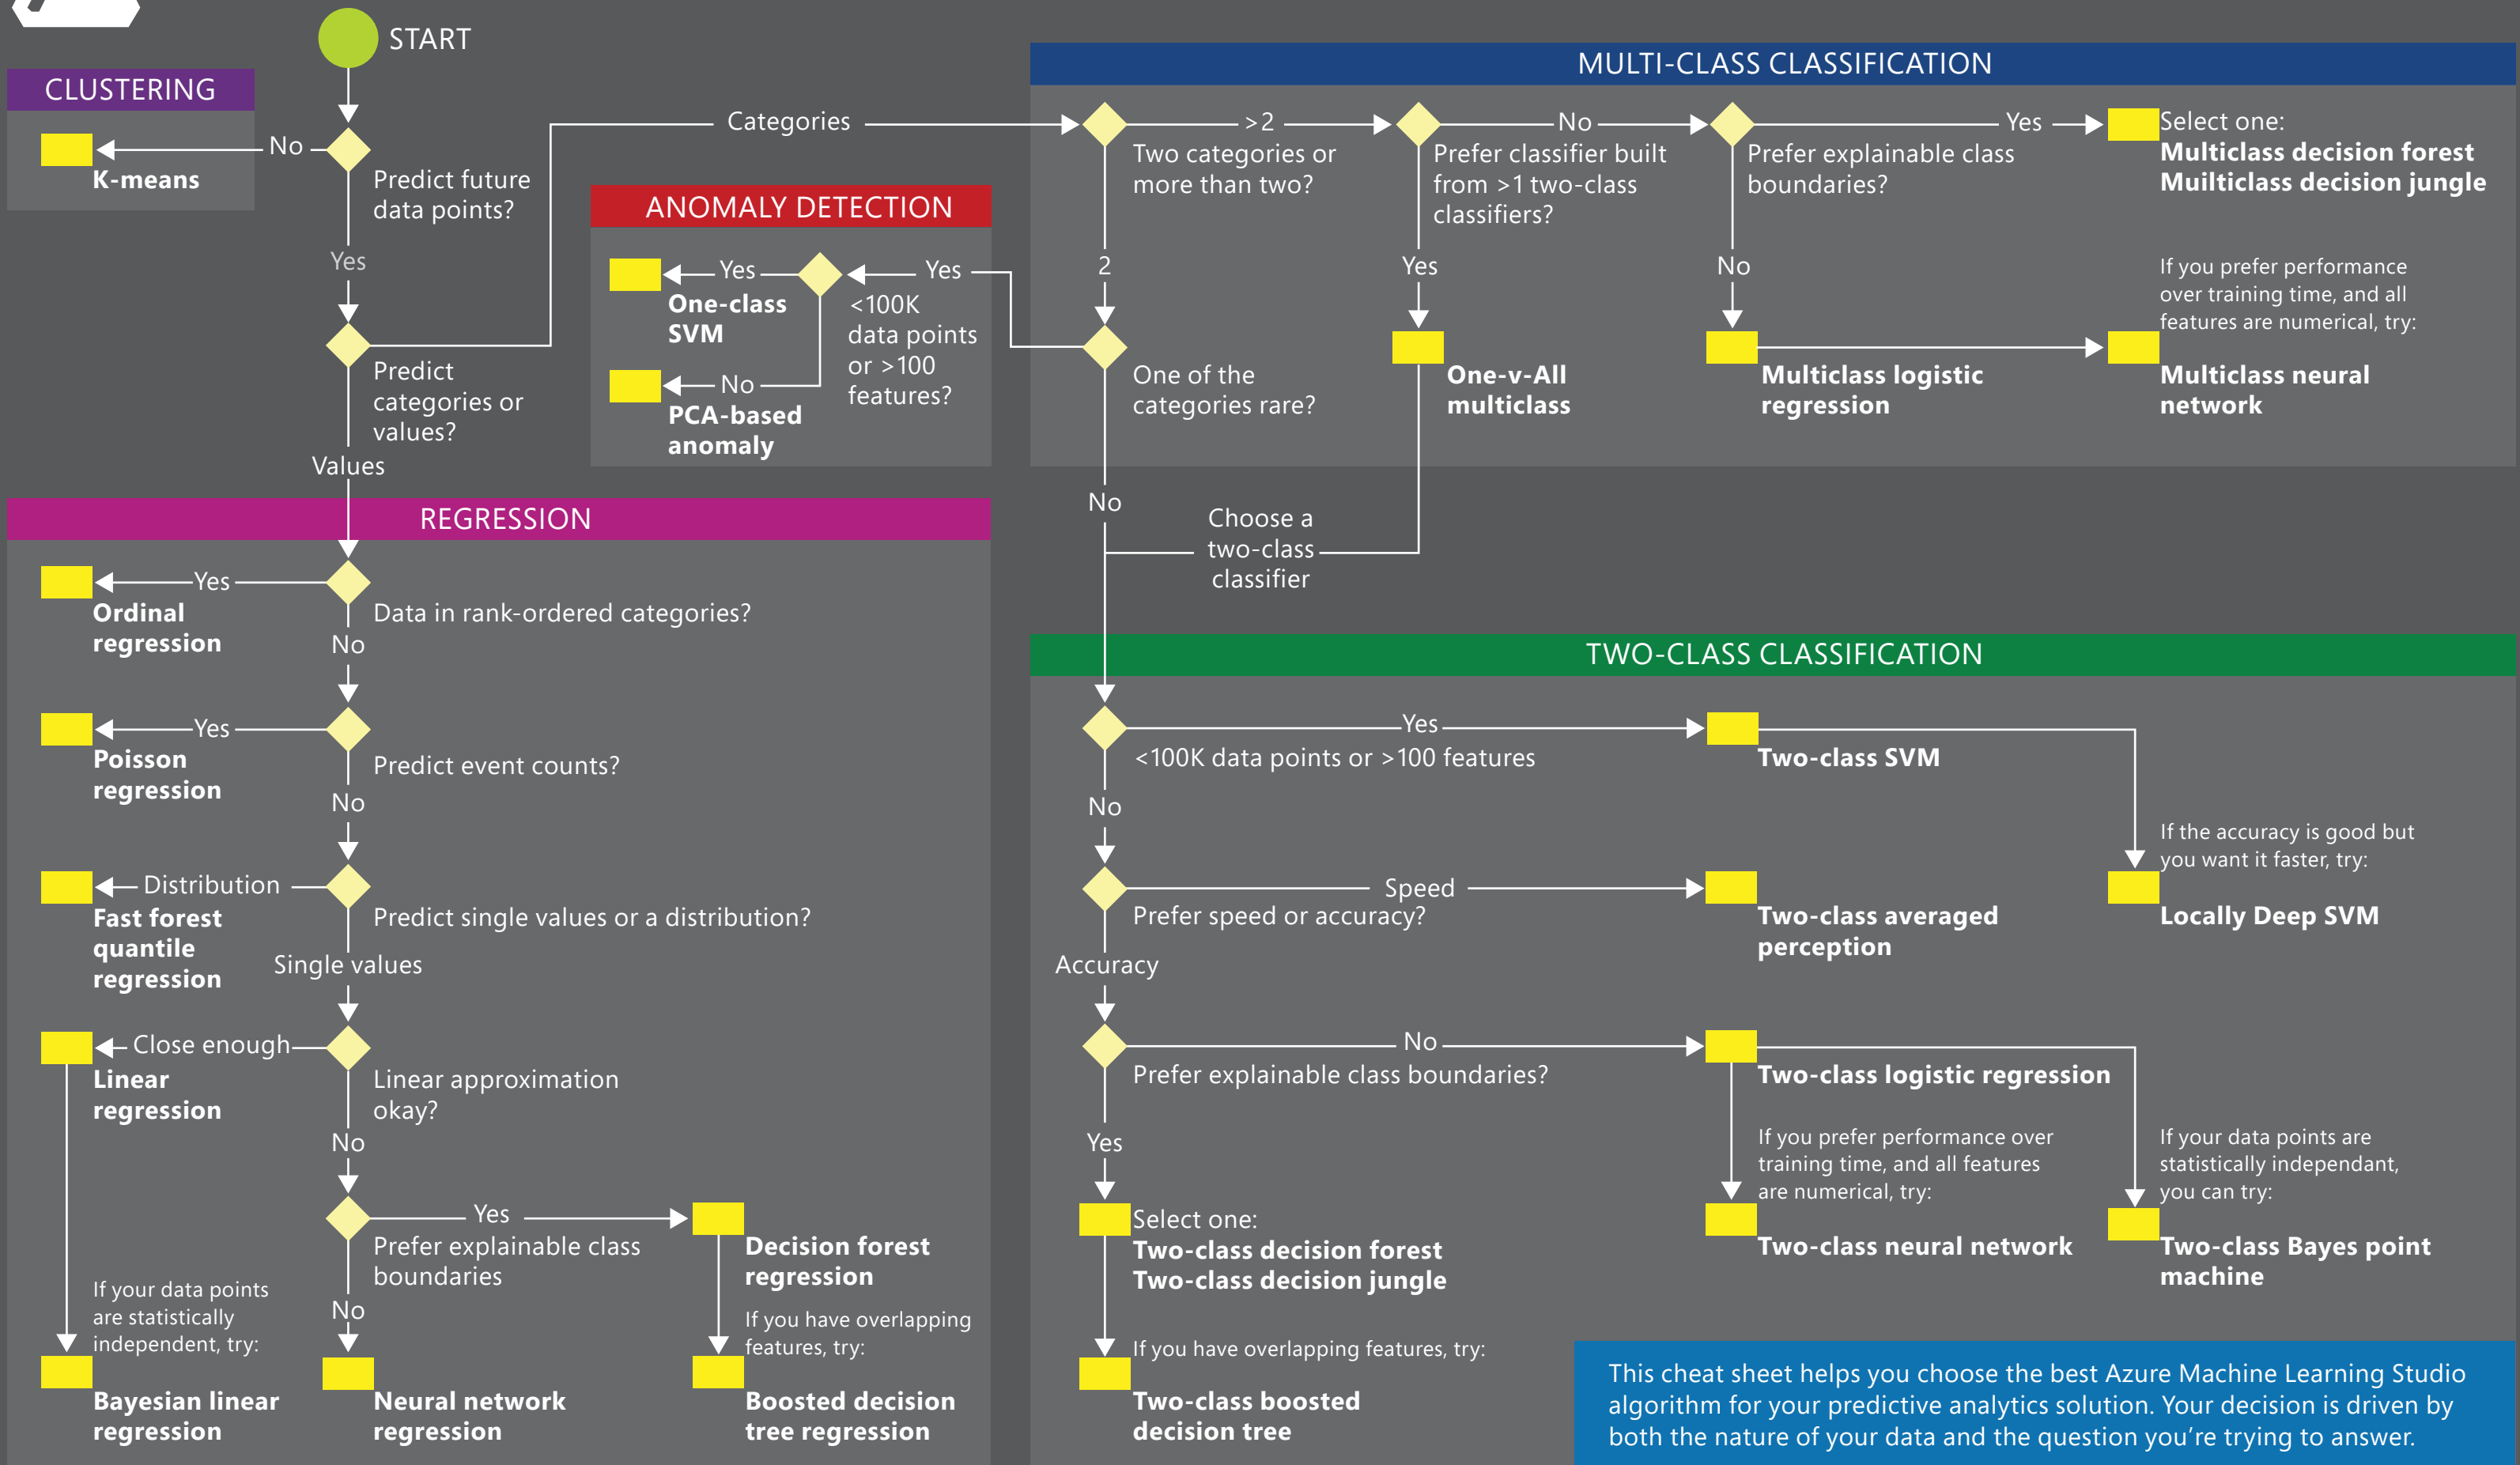 START
CLUSTERING
No
K-means
Predict future
data points?
Yes
Predict
categories or
values?
Categories
Values
ANOMALY DETECTION
Yes
One-class
SVM
Yes
<100K
data points
or >100
features?
No
PCA-based
anomaly
MULTI-CLASS CLASSIFICATION
>2
Two categories or
more than two?
No
Prefer classifier built
from >1 two-class
classifiers?
Yes
Prefer explainable class
boundaries?
Select one:
Multiclass decision forest
Muilticlass decision jungle
2
Yes
No
If you prefer performance
over training time, and all
features are numerical, try:
One of the
categories rare?
One-v-All
multiclass
Multiclass logistic
regression
Multiclass neural
network
No
Choose a
two-class
classifier
REGRESSION
Yes
Ordinal
regression
Data in rank-ordered categories?
No
Yes
Poisson
regression
Predict event counts?
No
Distribution
Fast forest
quantile
regression
Predict single values or a distribution?
Single values
Close enough
Linear
regression
Linear approximation
okay?
No
Yes
Prefer explainable class
boundaries
Decision forest
regression
If your data points
are statistically
independent, try:
No
If you have overlapping
features, try:
Bayesian linear
regression
Neural network
regression
Boosted decision
tree regression
TWO-CLASS CLASSIFICATION
Yes
<100K data points or >100 features
Two-class SVM
No
If the accuracy is good but
you want it faster, try:
Speed
Prefer speed or accuracy?
Two-class averaged
perception
Locally Deep SVM
Accuracy
No
Prefer explainable class boundaries?
Two-class logistic regression
Yes
If you prefer performance over
training time, and all features
are numerical, try:
If your data points are
statistically independant,
you can try:
Select one:
Two-class decision forest
Two-class decision jungle
Two-class neural network
Two-class Bayes point
machine
If you have overlapping features, try:
Two-class boosted
decision tree
This cheat sheet helps you choose the best Azure Machine Learning Studio
algorithm for your predictive analytics solution. Your decision is driven by
both the nature of your data and the question you're trying to answer.